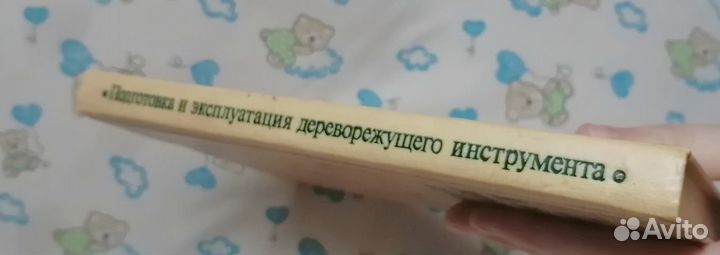 •Подготовка и эксплуатация дереворежущего инструмента•
Avito